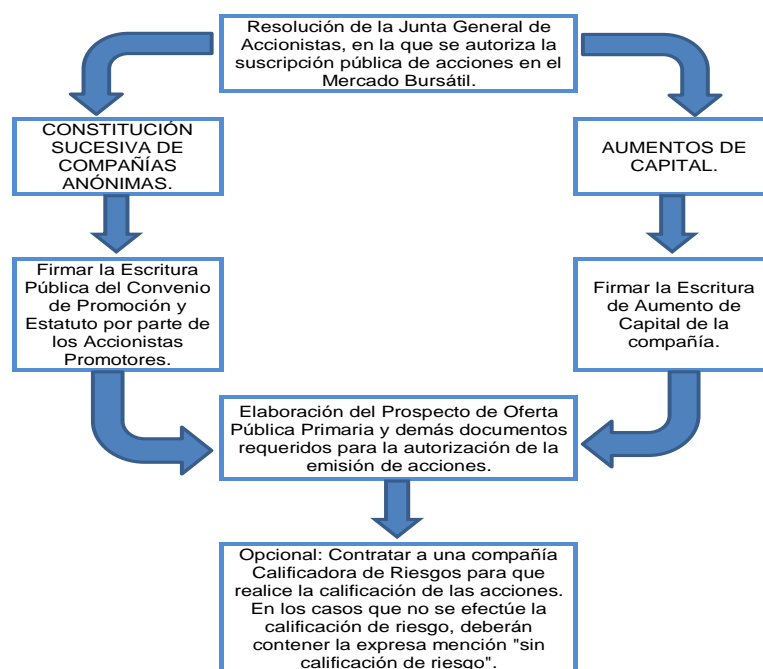 Resolución de la Junta General de
Accionistas, en la que se autoriza la
suscripción pública de acciones en el
Mercado Bursátil.
CONSTITUCIÓN
SUCESIVA DE
COMPAÑÍAS
ANÓNIMAS.
AUMENTOS DE
CAPITAL.
Firmar la Escritura
Pública del Convenio
de Promoción y
Estatuto por parte de
los Accionistas
Promotores.
Firmar la Escritura
de Aumento de
Capital de la
compañía.
Elaboración del Prospecto de Oferta
Pública Primaria y demás documentos
requeridos para la autorización de la
emisión de acciones.
Opcional: Contratar a una compañía
Calificadora de Riesgos para que
realice la calificación de las acciones.
En los casos que no se efectúe la
calificación de riesgo, deberán
contener la expresa mención "sin
calificación de riesgo".